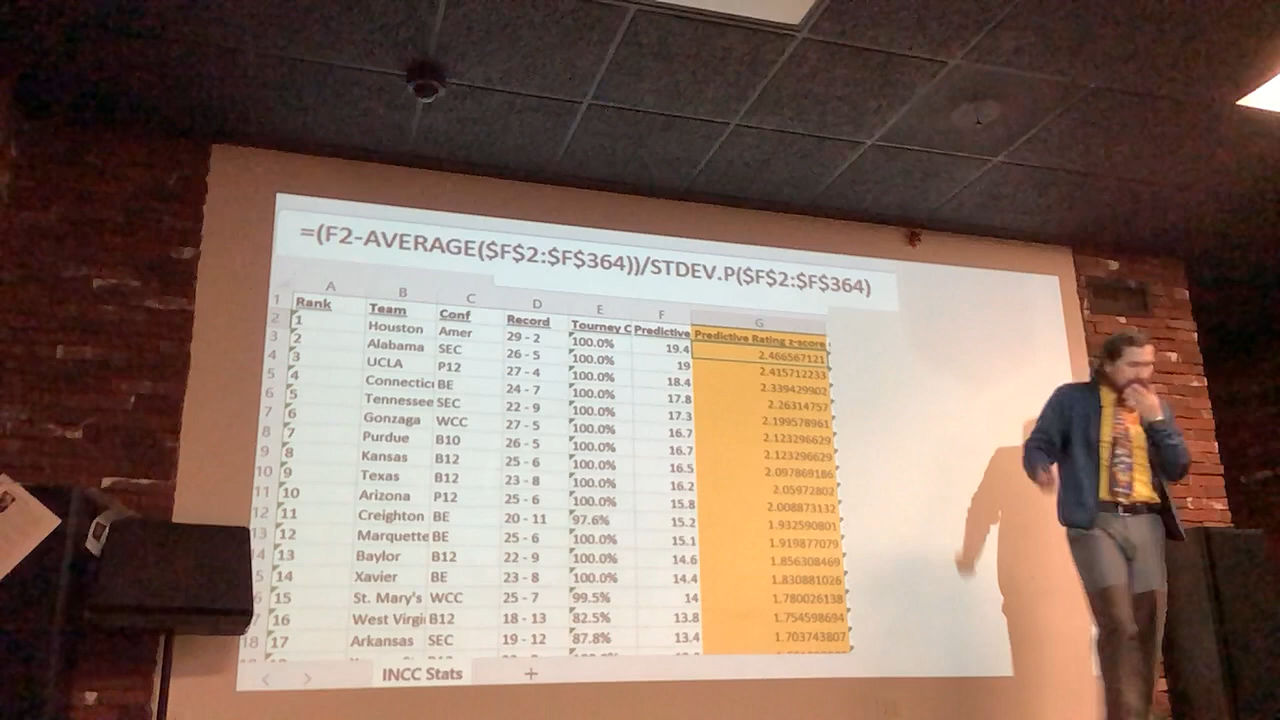 =(F2-AVERAGE($F$2:$F$364))/STDEV.P($F$2:$F$364)
A B C D E F G
1 Rank Team Conf Record Tourney C Predictive Predictive Rating z-score
2 1 Houston Amer 29 - 2 100.0% 19.4 2.466567121
3 2 Alabama SEC 26 - 5 100.0% 19 2.415712233
4 3 UCLA P12 27 - 4 100.0% 18.4 2.339429902
5 4 Connectic BE 24 - 7 100.0% 17.8 2.26314757
6 5 Tennessee SEC 22 - 9 100.0% 17.3 2.199578961
7 6 Gonzaga WCC 27 - 5 100.0% 16.7 2.123296629
8 7 Purdue B10 26 - 5 100.0% 16.7 2.123296629
9 8 Kansas B12 25 - 6 100.0% 16.5 2.097869186
10 9 Texas B12 23 - 8 100.0% 16.2 2.05972802
11 10 Arizona P12 25 - 6 100.0% 15.8 2.008873132
12 11 Creighton BE 20 - 11 97.6% 15.2 1.932590801
13 12 Marquette BE 25 - 6 100.0% 15.1 1.919877079
14 13 Baylor B12 22 - 9 100.0% 14.6 1.856308469
5 14 Xavier BE 23 - 8 100.0% 14.4 1.830881026
6 15 St. Mary's WCC 25 - 7 99.5% 14 1.780026138
7 16 West Virgi B12 18 - 13 82.5% 13.8 1.754598694
18 17 Arkansas SEC 19 - 12 87.8% 13.4 1.703743807
INCC Stats +